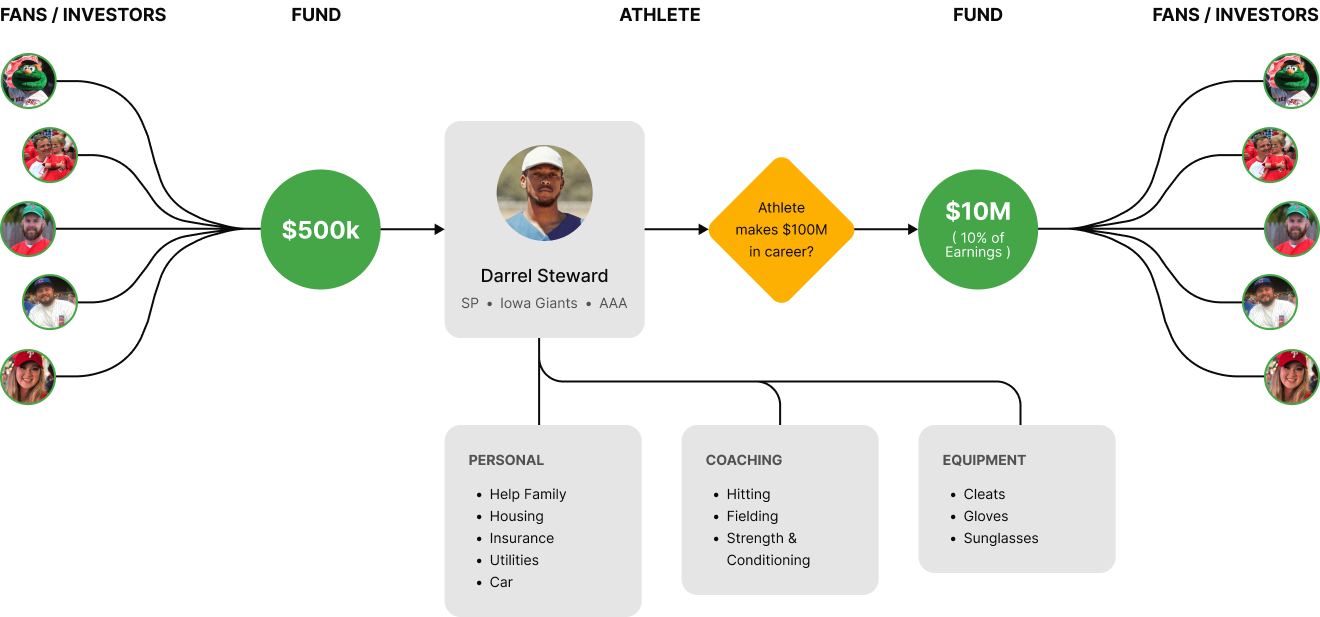 FANS / INVESTORS
FUND
ATHLETE
FUND
FANS / INVESTORS
$500k
Darrel Steward
SP • Iowa Giants • AAA
Athlete
makes $100M
in career?
$10M
( 10% of
Earnings )
PERSONAL
• Help Family
• Housing
• Insurance
• Utilities
• Car
COACHING
• Hitting
• Fielding
• Strength &
Conditioning
EQUIPMENT
• Cleats
• Gloves
• Sunglasses